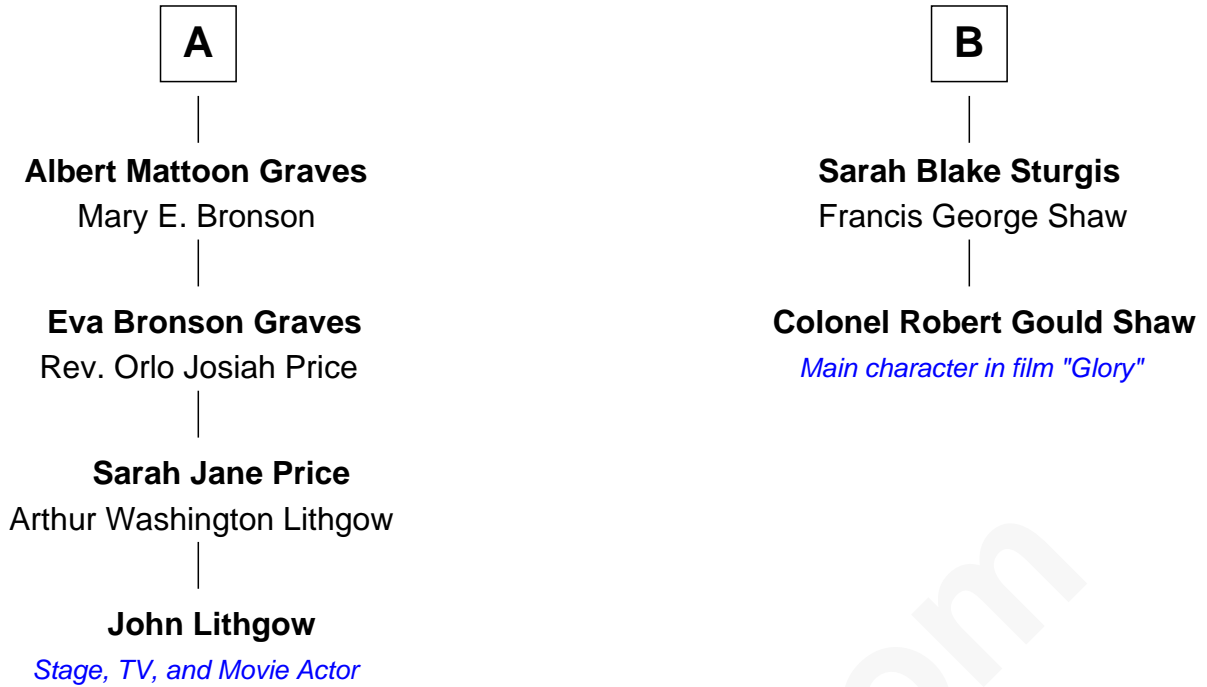 A
Albert Mattoon Graves
Mary E. Bronson
Eva Bronson Graves
Rev. Orlo Josiah Price
Sarah Jane Price
Arthur Washington Lithgow
John Lithgow
Stage, TV, and Movie Actor
B
Sarah Blake Sturgis
Francis George Shaw
Colonel Robert Gould Shaw
Main character in film "Glory"
om